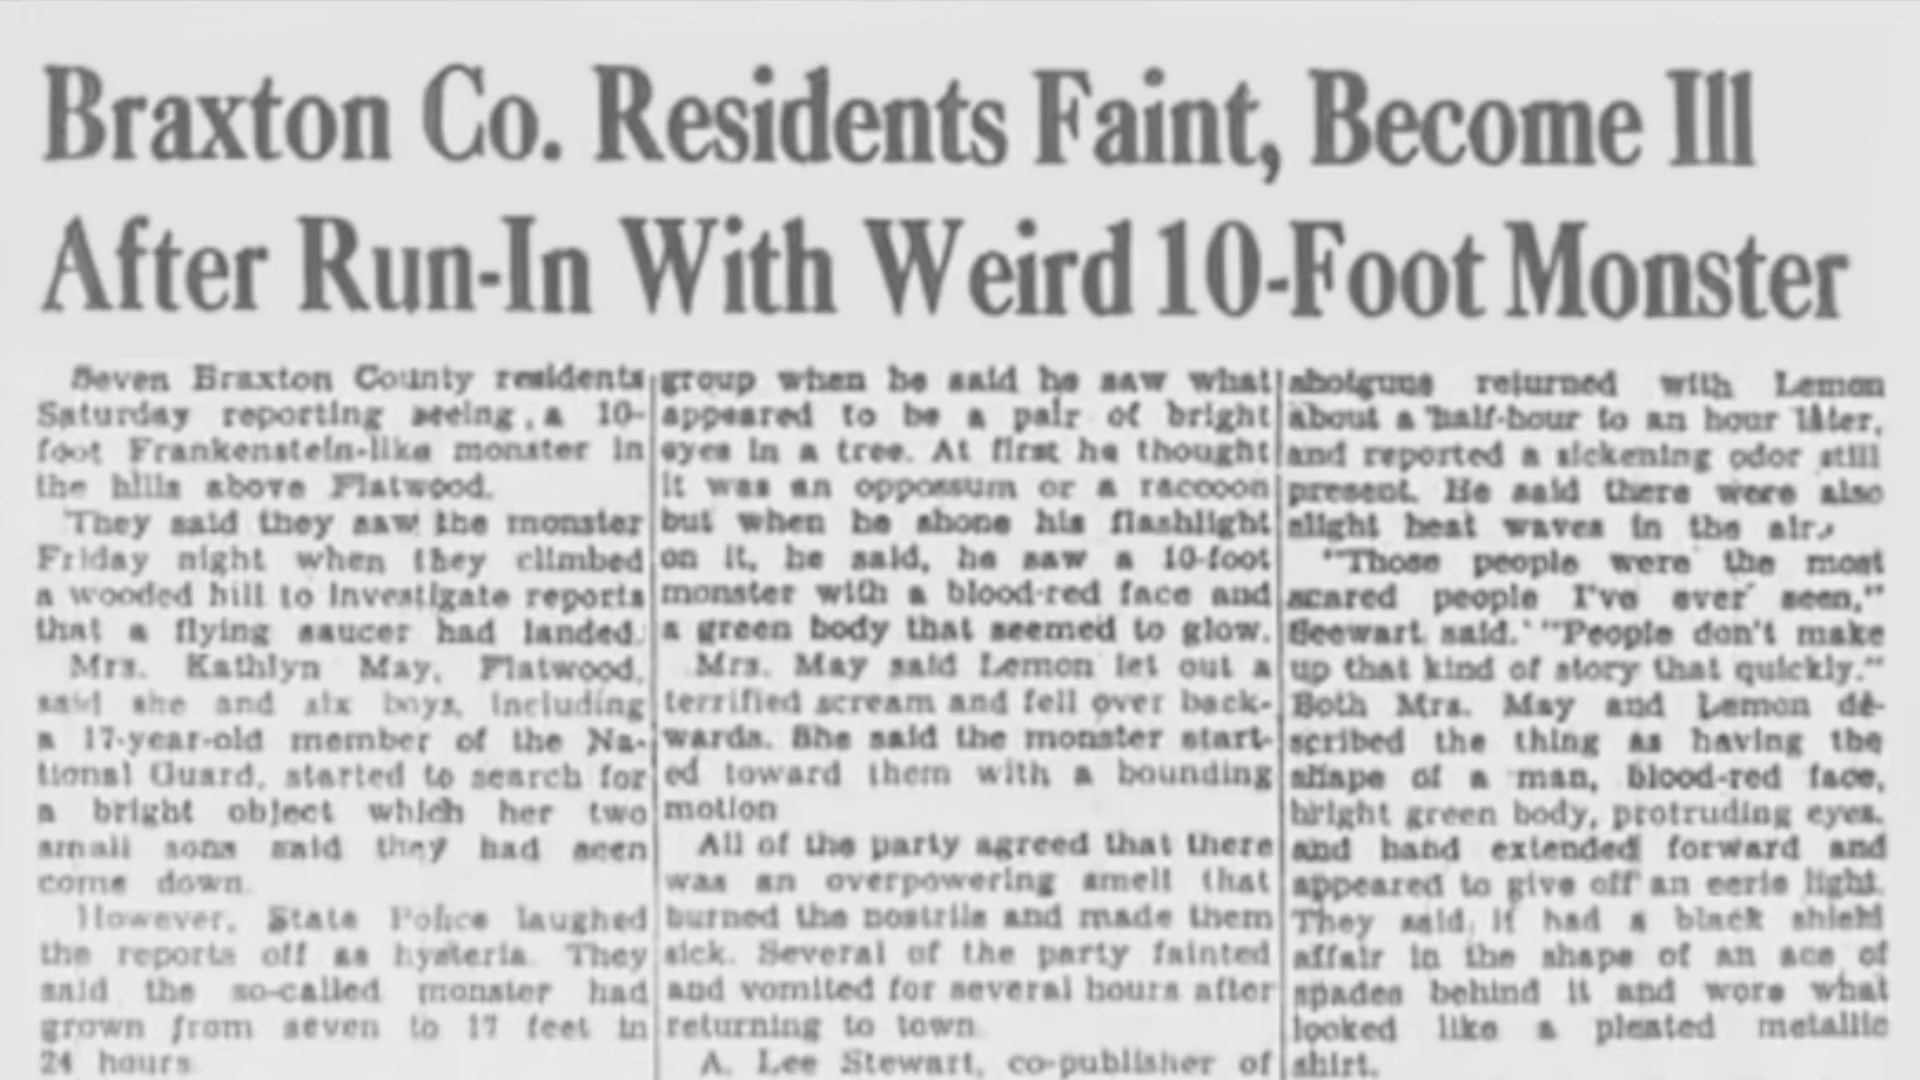 Braxton Co. Residents Faint, Become Ill
After Run-In With Weird 10-Foot Monster
Seven Braxton County residents
Saturday reporting seeing a 10-
foot Frankenstein-like monster in
the hills above Flatwood.
They said they saw the monster
Friday night when they climbed
a wooded hill to investigate reports
that a flying saucer had landed.
Mrs. Kathlyn May, Flatwood,
said she and six boys, including
a 17-year-old member of the Na-
tional Guard, started to search for
a bright object which her two
small sons said they had seen
come down.
However, State Police laughed
the reports off as hysteria. They
said the so-called monster had
grown from seven to 17 feet in
24 hours.
group when he said he saw what
appeared to be a pair of bright
eyes in a tree. At first he thought
it was an oppossum or a raccoon
but when he shone his flashlight
on it, he said, he saw a 10-foot
monster with a blood-red face and
a green body that seemed to glow.
Mrs. May said Lemon let out a
terrified scream and fell over back-
wards. She said the monster start-
ed toward them with a bounding
motion
All of the party agreed that there
was an overpowering smell that
burned the nostrils and made them
sick. Several of the party fainted
and vomited for several hours after
returning to town.
A. Lee Stewart, co-publisher of
shotguns returned with Lemon
about a half-hour to an hour later,
and reported a sickening odor still
present. He said there were also
slight heat waves in the air.
"Those people were the most
scared people I've ever seen,"
Seewart said. "People don't make
up that kind of story that quickly."
Both Mrs. May and Lemon de-
scribed the thing as having the
shape of a man, blood-red face,
bright green body, protruding eyes,
and hand extended forward and
appeared to give off an eerie light.
They said it had a black shield
affair in the shape of an ace of
spades behind it and wore what
looked like a pleated metallic
shirt.